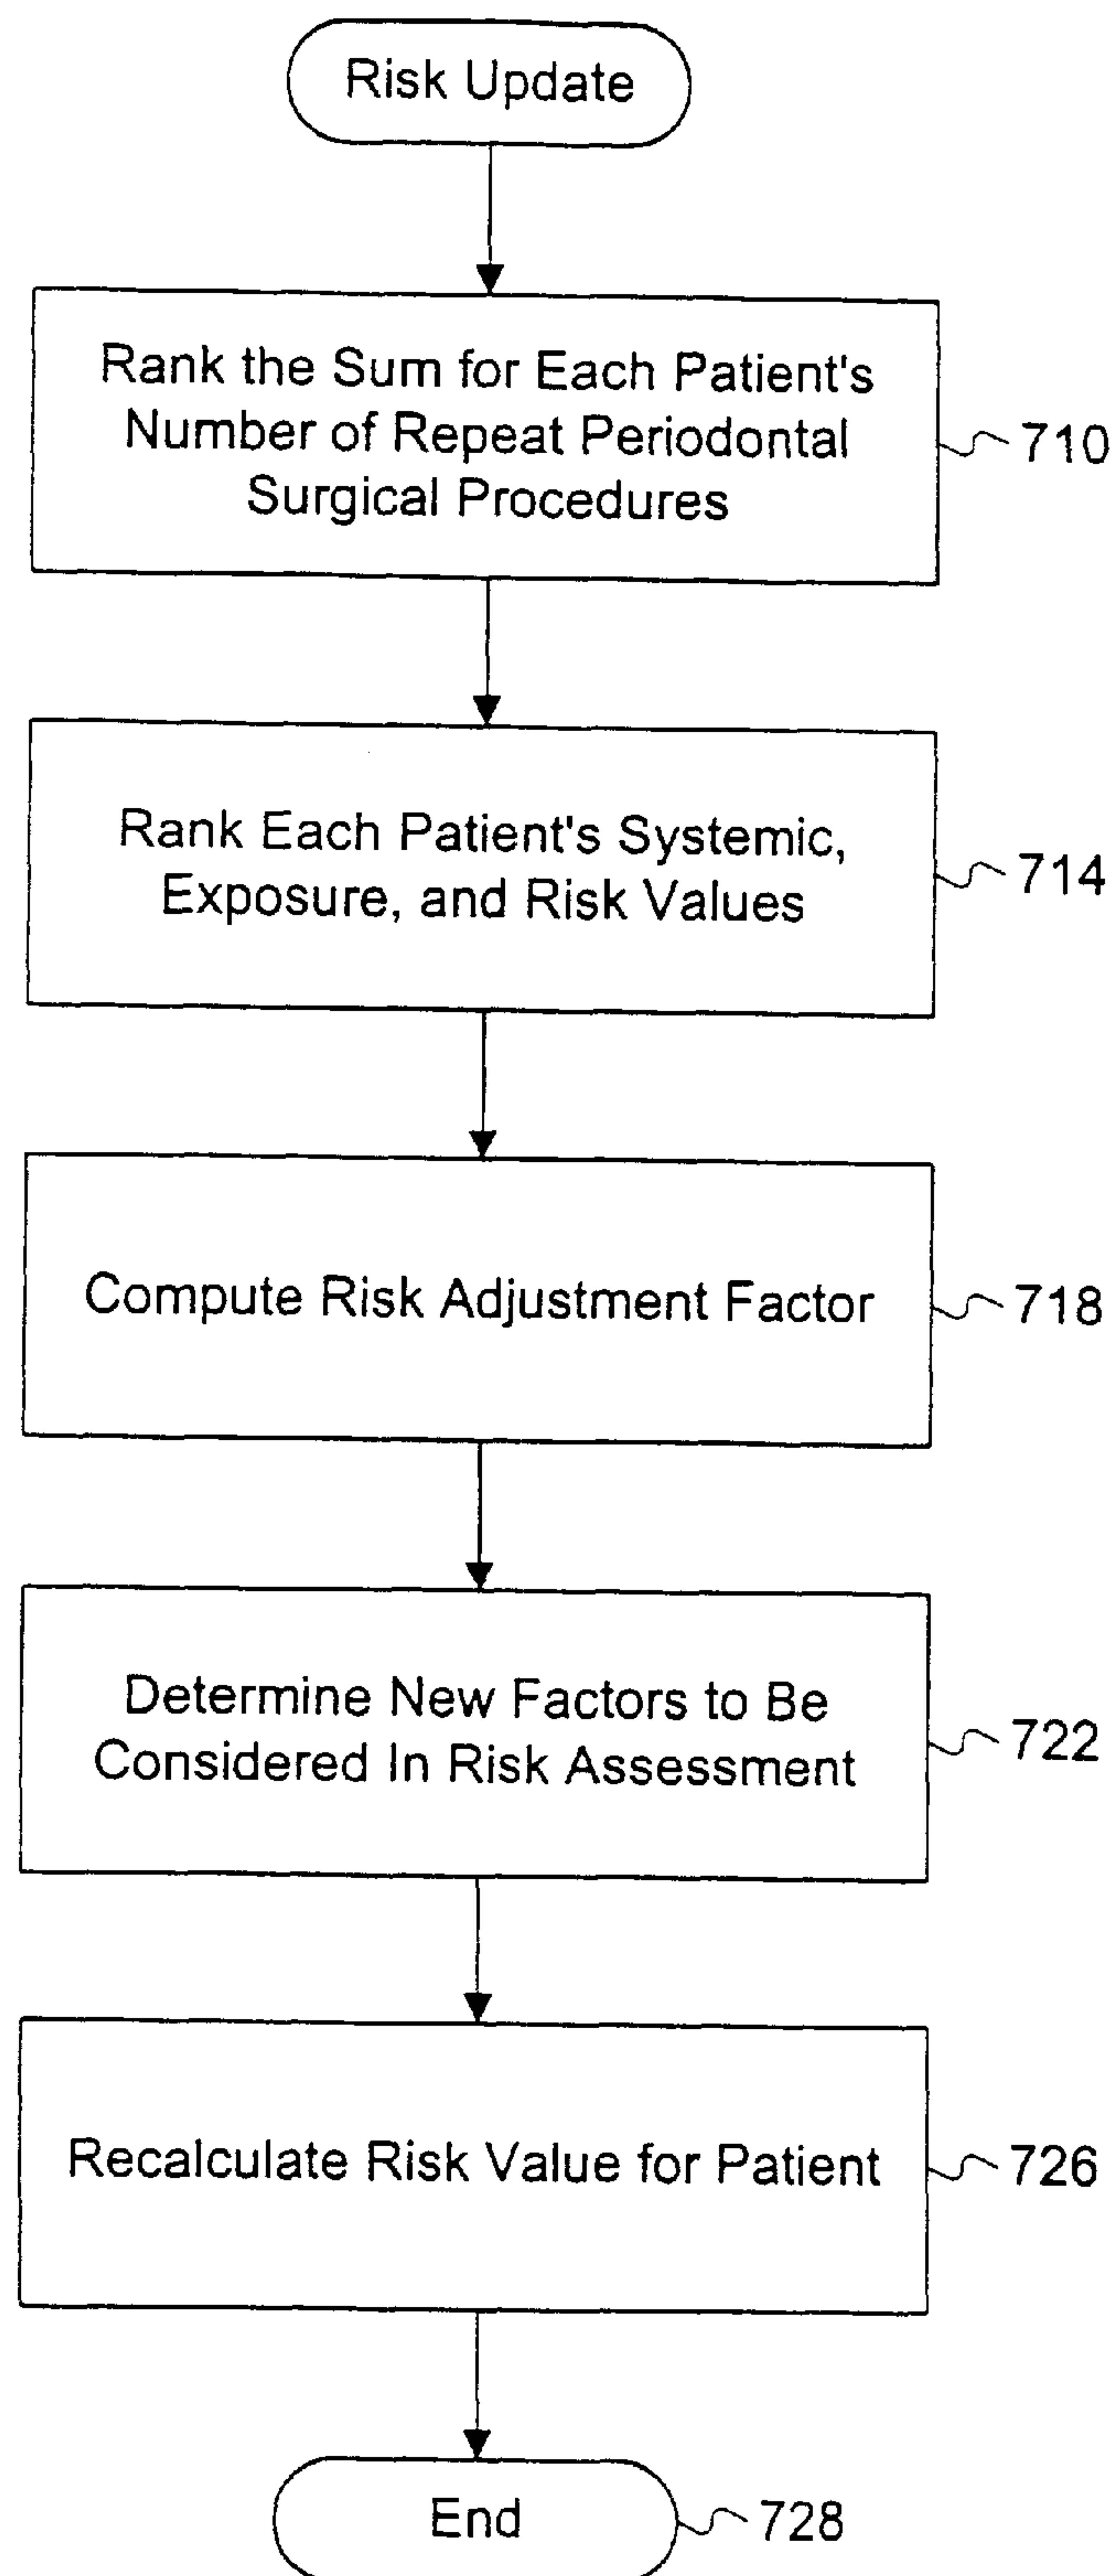 Risk Update
Rank the Sum for Each Patient's
Number of Repeat Periodontal
Surgical Procedures
710
Rank Each Patient's Systemic,
Exposure, and Risk Values
714
Compute Risk Adjustment Factor
718
Determine New Factors to Be
Considered In Risk Assessment
722
Recalculate Risk Value for Patient
726
End
728